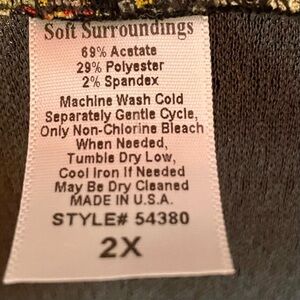 Soft Surroundings
69% Acetate
29% Polyester
2% Spandex
Machine Wash Cold
Separately Gentle Cycle,
Only Non-Chlorine Bleach
When Needed,
Tumble Dry Low,
Cool Iron If Needed
May Be Dry Cleaned
MADE IN U.S.A.
STYLE# 54380
2X